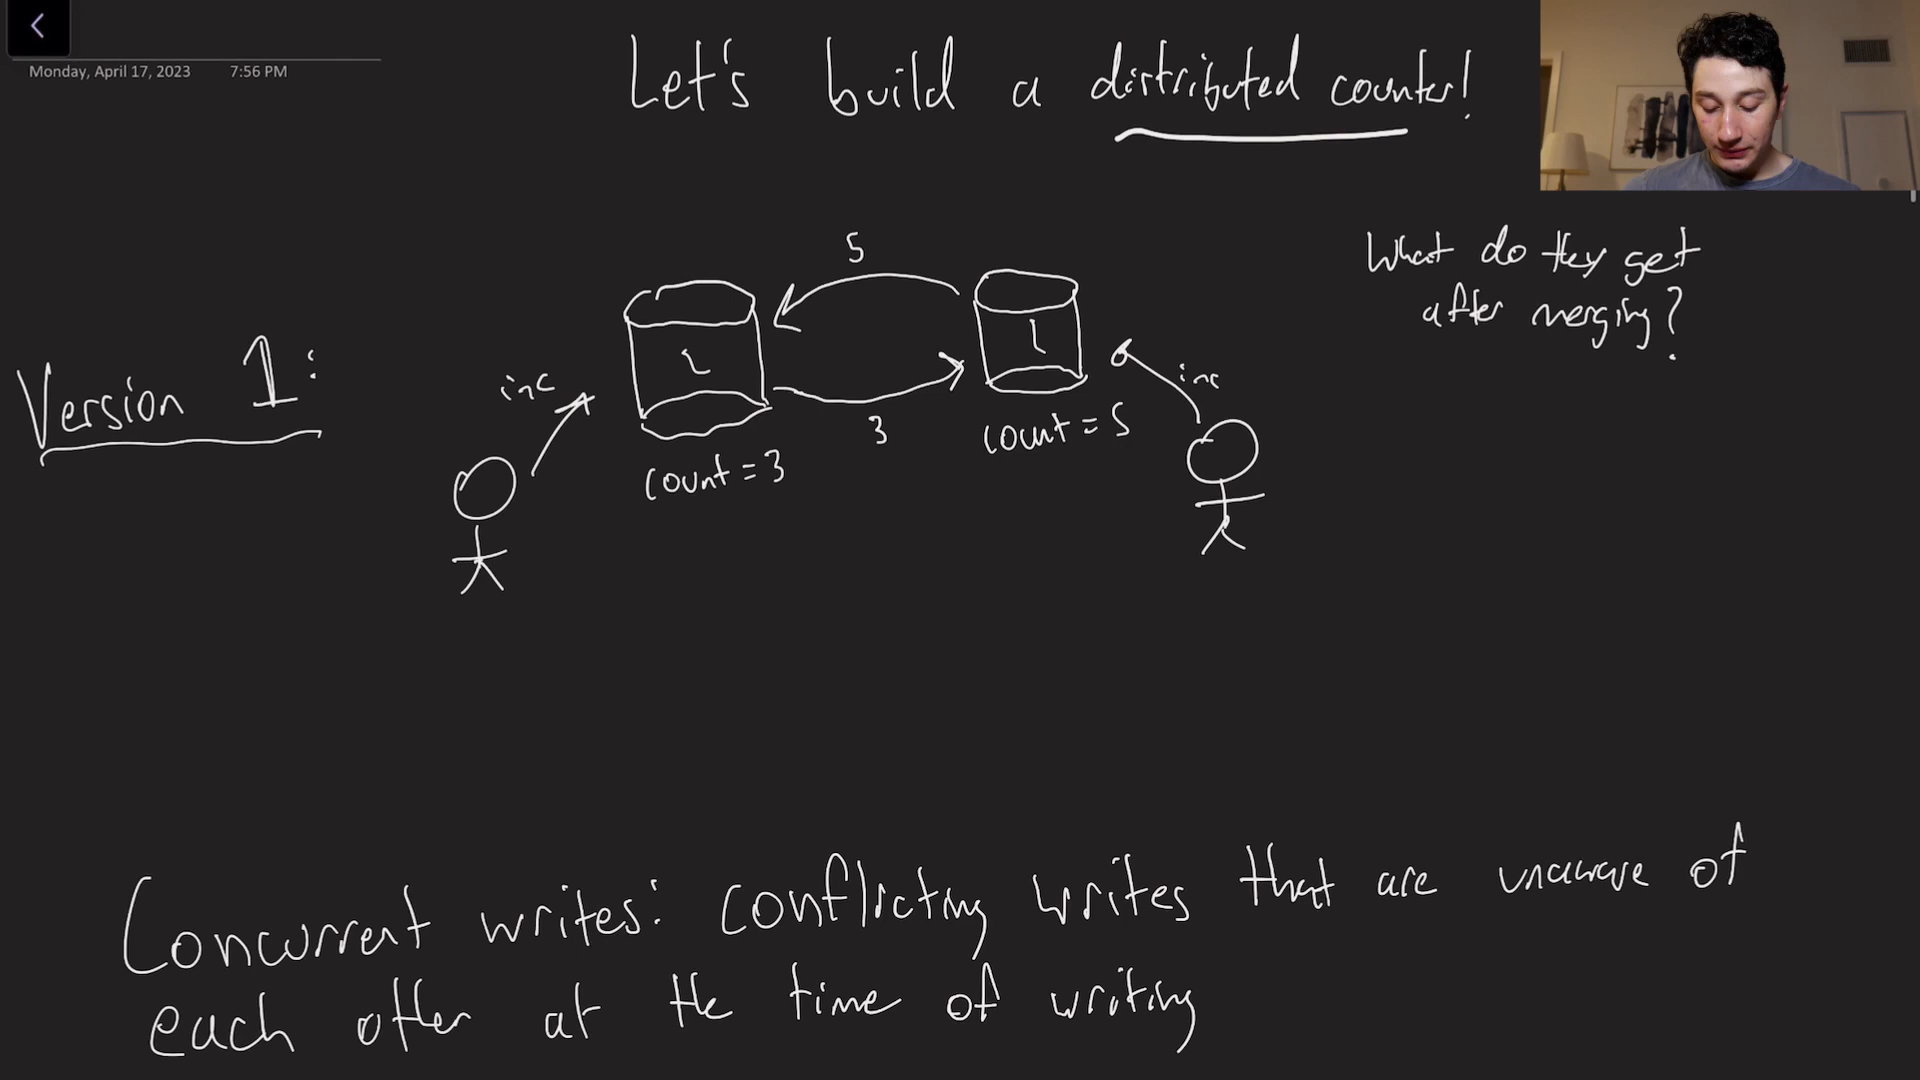 Monday, April 17, 2023 7:56 PM
Let's build a distributed counter!
What do they get
after merging?
Version 1:
5
L
L
inc
inc
3
count = 3
count = 5
Concurrent writes: conflicting writes that are unaware of
each other at the time of writing